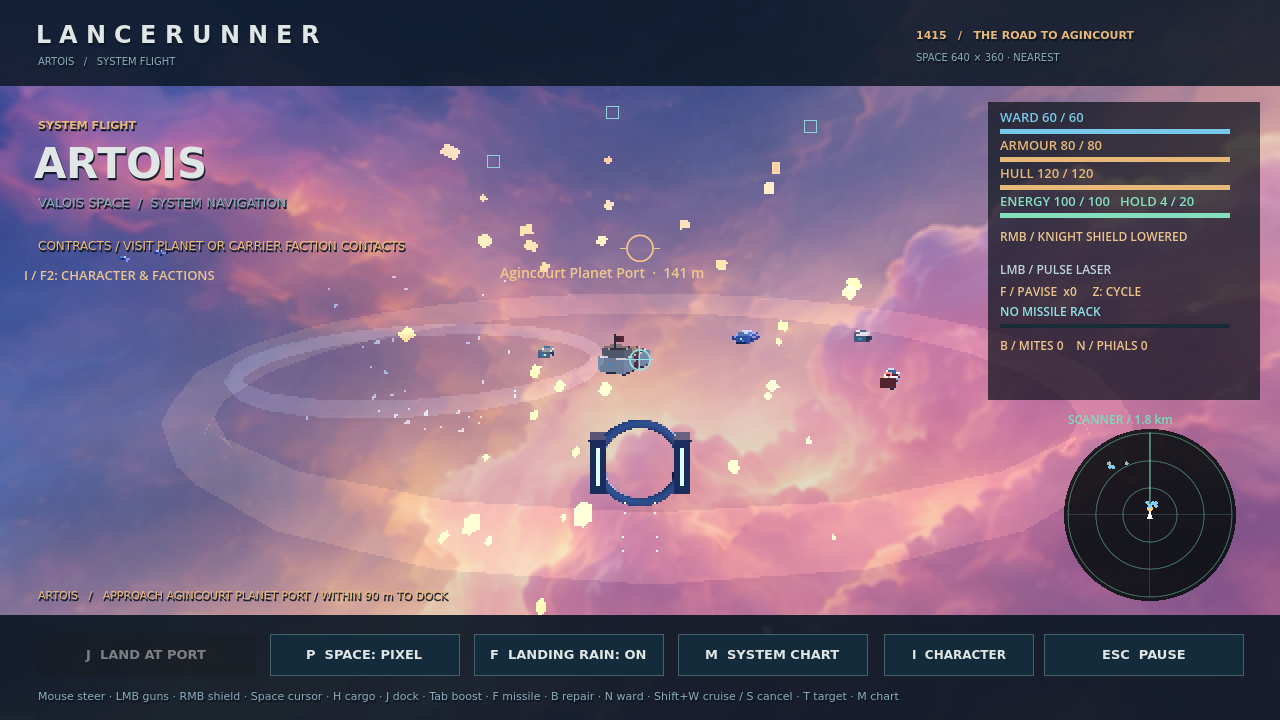 LANCERUNNER
ARTOIS / SYSTEM FLIGHT
1415 / THE ROAD TO AGINCOURT
SPACE 640 × 360 · NEAREST
SYSTEM FLIGHT
ARTOIS
VALOIS SPACE / SYSTEM NAVIGATION
CONTRACTS / VISIT PLANET OR CARRIER FACTION CONTACTS
I / F2: CHARACTER & FACTIONS
Agincourt Planet Port · 141 m
WARD 60 / 60
ARMOUR 80 / 80
HULL 120 / 120
ENERGY 100 / 100 HOLD 4 / 20
RMB / KNIGHT SHIELD LOWERED
LMB / PULSE LASER
F / PAVISE x0 Z: CYCLE
NO MISSILE RACK
B / MITES 0 N / PHIALS 0
SCANNER / 1.8 km
ARTOIS / APPROACH AGINCOURT PLANET PORT / WITHIN 90 m TO DOCK
J LAND AT PORT
P SPACE: PIXEL
F LANDING RAIN: ON
M SYSTEM CHART
I CHARACTER
ESC PAUSE
Mouse steer · LMB guns · RMB shield · Space cursor · H cargo · J dock · Tab boost · F missile · B repair · N ward · Shift+W cruise / S cancel · T target · M chart